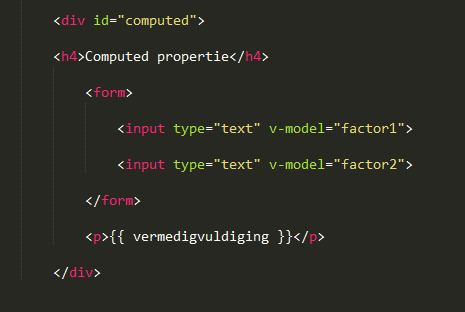 <div id="computed">
<h4>Computed propertie</h4>
<form>
<input type="text" v-model="factor1">
<input type="text" v-model="factor2">
</form>
<p>{{ vermedigvuldiging }}</p>
</div>